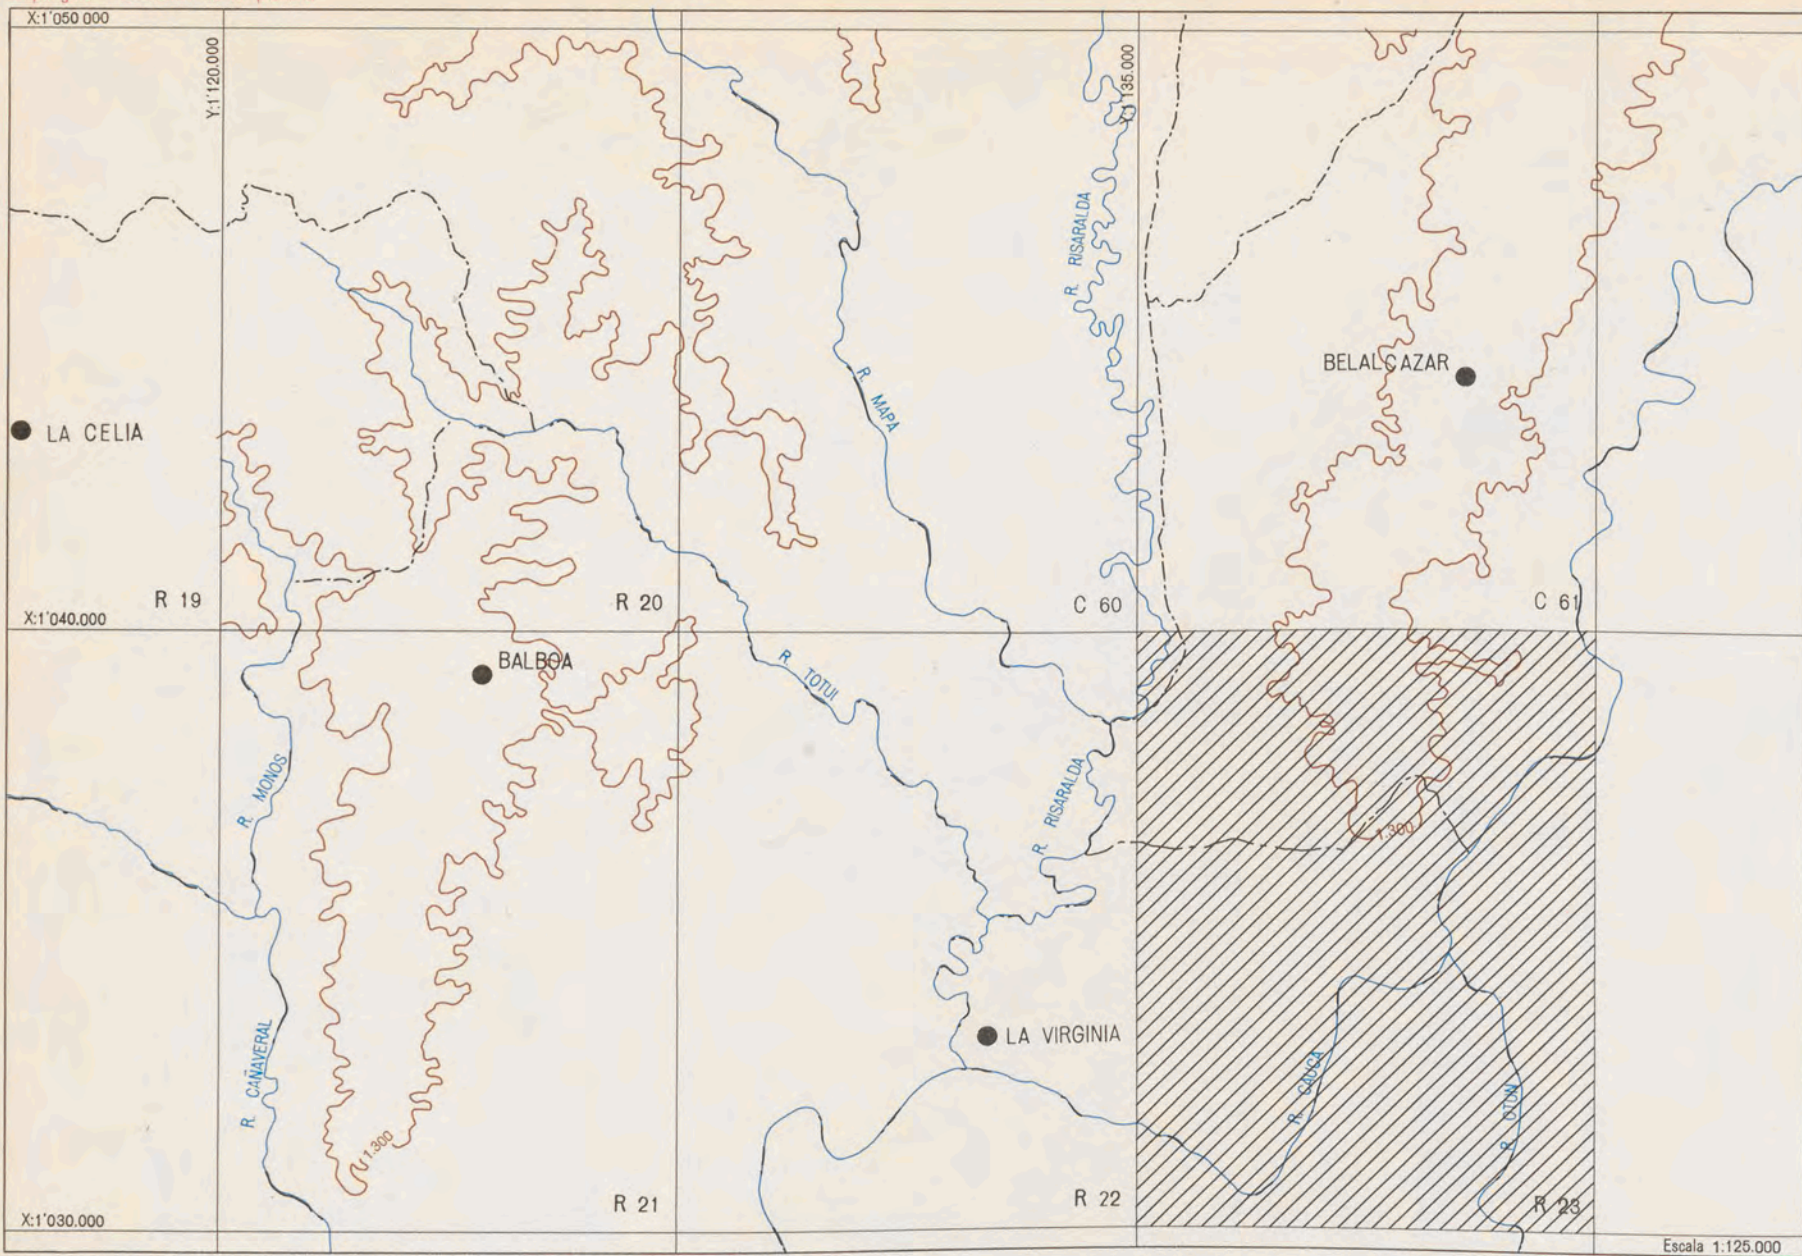 X:1'050 000
Y:1'120.000
Y:1'135.000
R. RISARALDA
R. MAPA
BELALCAZAR
LA CELIA
R 19
R 20
C 60
C 61
X:1'040.000
BALBOA
R. TOTUI
R. MONOS
R. RISARALDA
1.300
LA VIRGINIA
R. CAÑAVERAL
R. CAUCA
R. OTUN
1.300
R 21
R 22
R 23
X:1'030.000
Escala 1:125.000